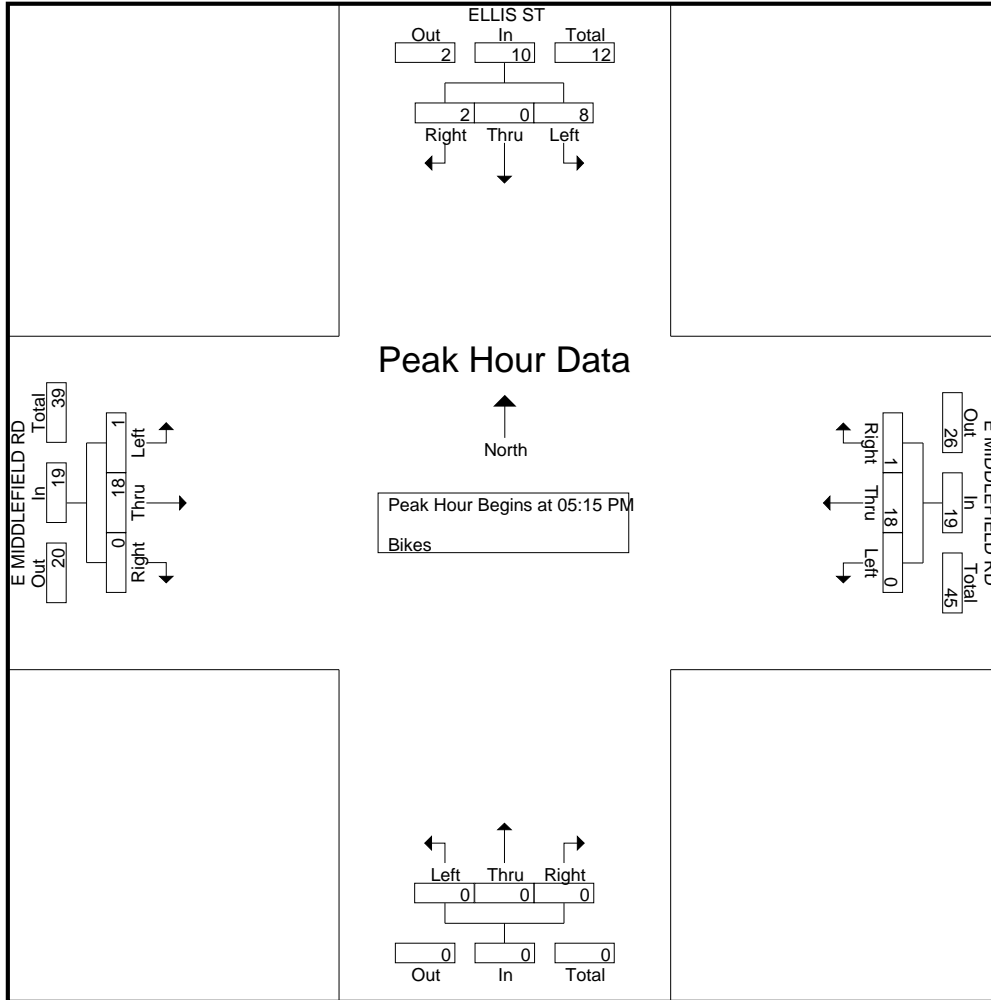 ELLIS ST
Out In Total
2 10 12
2 0 8
Right Thru Left
Peak Hour Data
North
Peak Hour Begins at 05:15 PM
Bikes
E MIDDLEFIELD RD
Out In Total
20 19 39
0 18 1
Right Thru Left
E MIDDLEFIELD RD
Out In Total
26 19 45
1 18 0
Right Thru Left
Left Thru Right
0 0 0
0 0 0
Out In Total